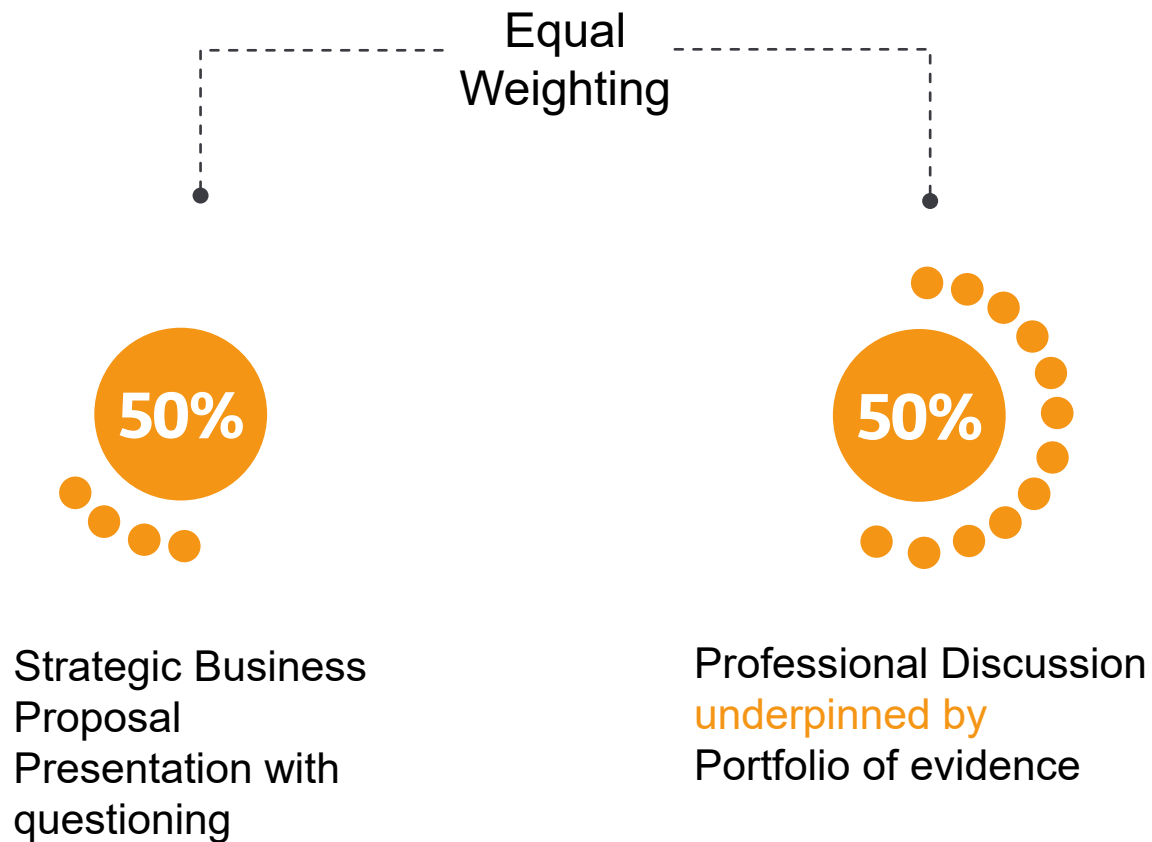 Equal
Weighting
50%
50%
Strategic Business
Proposal
Presentation with
questioning
Professional Discussion
underpinned by
Portfolio of evidence